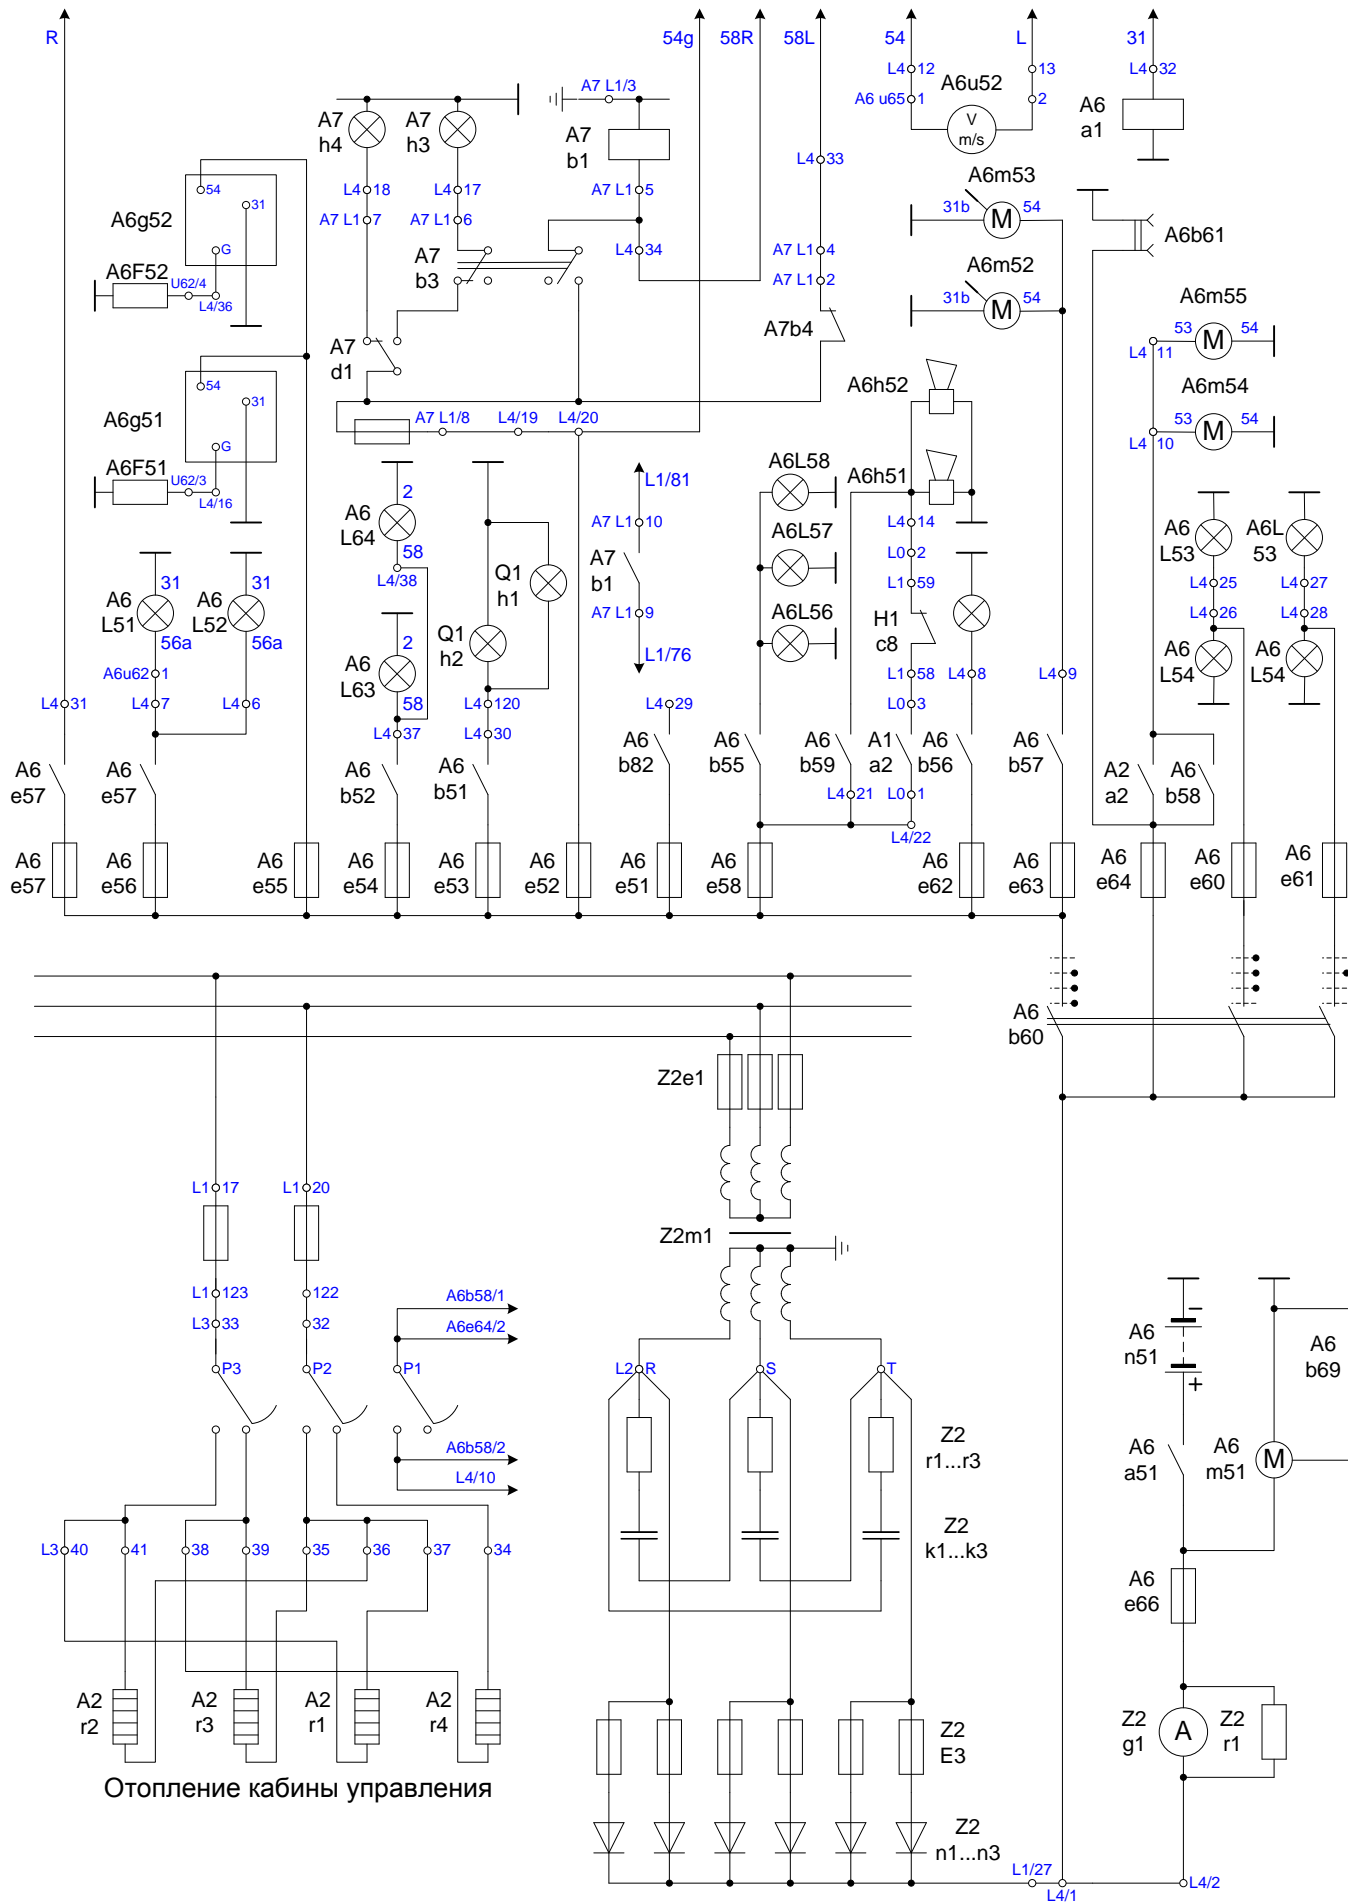 R
54g
58R
58L
54
L
31
L4 12
13
L4 32
A7 L1/3
A6 u65 1
A6u52
2
A6
a1
A7
h4
A7
h3
A7
b1
V
m/s
L4 33
54
31
L4 18
L4 17
A7 L1 5
A6m53
31b
M
54
A6g52
A7 L1 7
A7 L1 6
G
A7
b3
L4 34
A7 L1 4
A6b61
A6F52
U62/4
L4/36
A7 L1 2
A6m52
31b
M
54
A6m55
53
M
54
L4 11
A7
d1
A7b4
54
31
A6h52
A6m54
A6g51
A7 L1/8
L4/19
L4/20
53
M
54
L4 10
G
A6F51
U62/3
L4/16
L1/81
A6L58
A6h51
A6
L64
2
58
L4/38
A7 L1 10
A6L57
L4 14
A6
L53
A6L
53
A7
b1
L0 2
31
31
Q1
h1
L1 59
L4 25
L4 27
A6
L51
56a
A6
L52
56a
A7 L1 9
A6L56
L4 26
L4 28
A6
L63
2
58
Q1
h2
H1
c8
A6
L54
A6
L54
L1/76
A6u62 1
L1 58
L4 8
L4 9
L4 31
L4 7
L4 6
L4 120
L4 29
L0 3
L4 37
L4 30
A6
e57
A6
e57
A6
b52
A6
b51
A6
b82
A6
b55
A6
b59
A1
a2
A6
b56
A6
b57
A2
a2
A6
b58
L4 21
L0 1
L4/22
A6
e57
A6
e56
A6
e55
A6
e54
A6
e53
A6
e52
A6
e51
A6
e58
A6
e62
A6
e63
A6
e64
A6
e60
A6
e61
A6
b60
Z2e1
L1 17
L1 20
Z2m1
L1 123
122
A6b58/1
L3 33
32
A6e64/2
A6
n51
−
+
A6
b69
P3
P2
P1
L2 R
S
T
A6b58/2
L4/10
Z2
r1...r3
A6
a51
A6
m51
M
Z2
k1...k3
L3 40
41
38
39
35
36
37
34
A6
e66
A2
r2
A2
r3
A2
r1
A2
r4
Z2
E3
Z2
g1
A
Z2
r1
Отопление кабины управления
Z2
n1...n3
L1/27
L4/1
L4/2